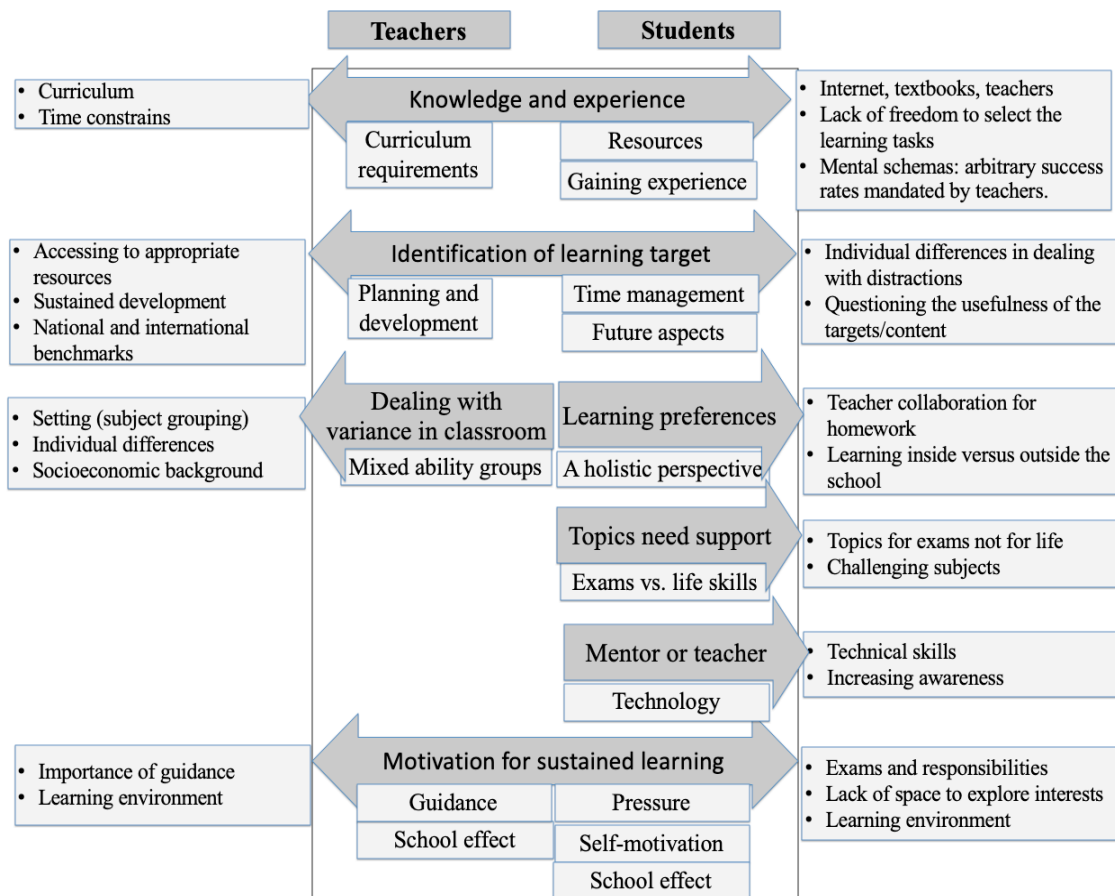 Teachers
Students
Knowledge and experience
• Curriculum
• Time constrains
Curriculum
requirements
Resources
Gaining experience
• Internet, textbooks, teachers
• Lack of freedom to select the
learning tasks
• Mental schemas: arbitrary success
rates mandated by teachers.
Identification of learning target
• Accessing to appropriate
resources
• Sustained development
• National and international
benchmarks
Planning and
development
Time management
Future aspects
• Individual differences in dealing
with distractions
• Questioning the usefulness of the
targets/content
Dealing with
variance in classroom
• Setting (subject grouping)
• Individual differences
• Socioeconomic background
Mixed ability groups
Learning preferences
A holistic perspective
• Teacher collaboration for
homework
• Learning inside versus outside the
school
Topics need support
Exams vs. life skills
• Topics for exams not for life
• Challenging subjects
Mentor or teacher
Technology
• Technical skills
• Increasing awareness
Motivation for sustained learning
• Importance of guidance
• Learning environment
Guidance
School effect
Pressure
Self-motivation
School effect
• Exams and responsibilities
• Lack of space to explore interests
• Learning environment